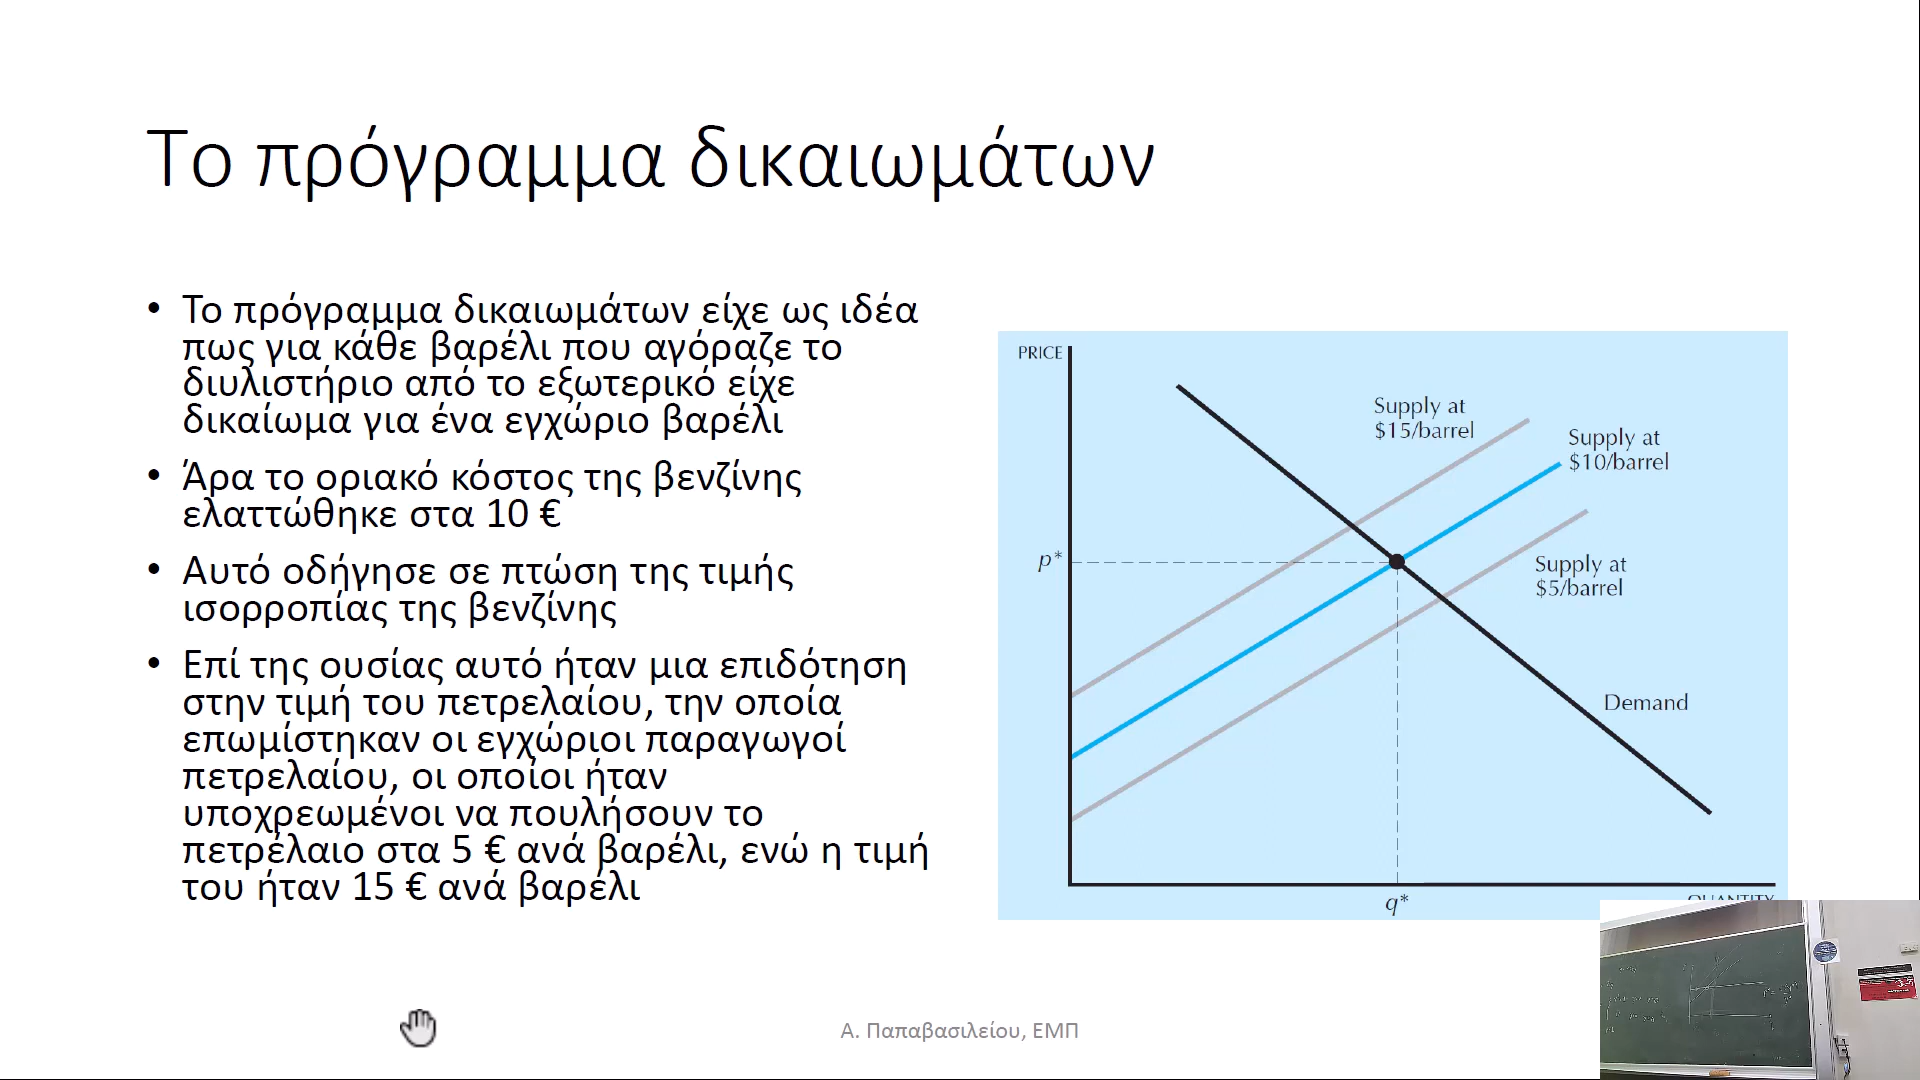 Το πρόγραμμα δικαιωμάτων
• Το πρόγραμμα δικαιωμάτων είχε ως ιδέα
πως για κάθε βαρέλι που αγόραζε το
διυλιστήριο από το εξωτερικό είχε
δικαίωμα για ένα εγχώριο βαρέλι
• Άρα το οριακό κόστος της βενζίνης
ελαττώθηκε στα 10 €
• Αυτό οδήγησε σε πτώση της τιμής
ισορροπίας της βενζίνης
• Επί της ουσίας αυτό ήταν μια επιδότηση
στην τιμή του πετρελαίου, την οποία
επωμίστηκαν οι εγχώριοι παραγωγοί
πετρελαίου, οι οποίοι ήταν
υποχρεωμένοι να πουλήσουν το
πετρέλαιο στα 5 € ανά βαρέλι, ενώ η τιμή
του ήταν 15 € ανά βαρέλι
PRICE
Supply at
$15/barrel
Supply at
$10/barrel
p*
Supply at
$5/barrel
Demand
q*
QUANTITY
Α. Παπαβασιλείου, ΕΜΠ